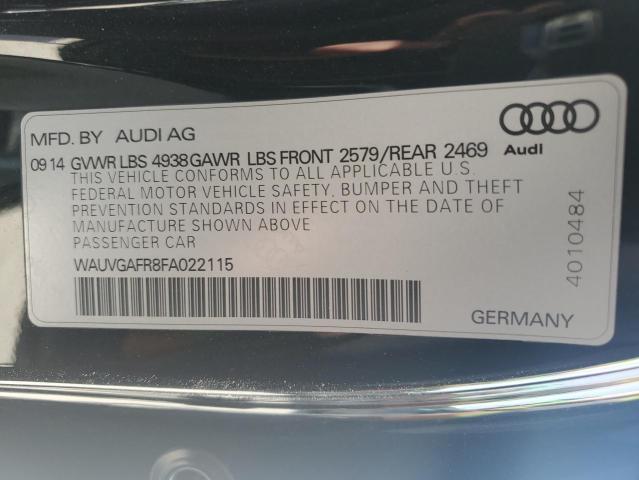 MFD. BY AUDI AG
09 14 GVWR LBS 4938 GAWR LBS FRONT 2579/REAR 2469
THIS VEHICLE CONFORMS TO ALL APPLICABLE U.S.
FEDERAL MOTOR VEHICLE SAFETY, BUMPER AND THEFT
PREVENTION STANDARDS IN EFFECT ON THE DATE OF
MANUFACTURE SHOWN ABOVE
PASSENGER CAR
WAUVGAFR8FA022115
Audi
4010484
GERMANY